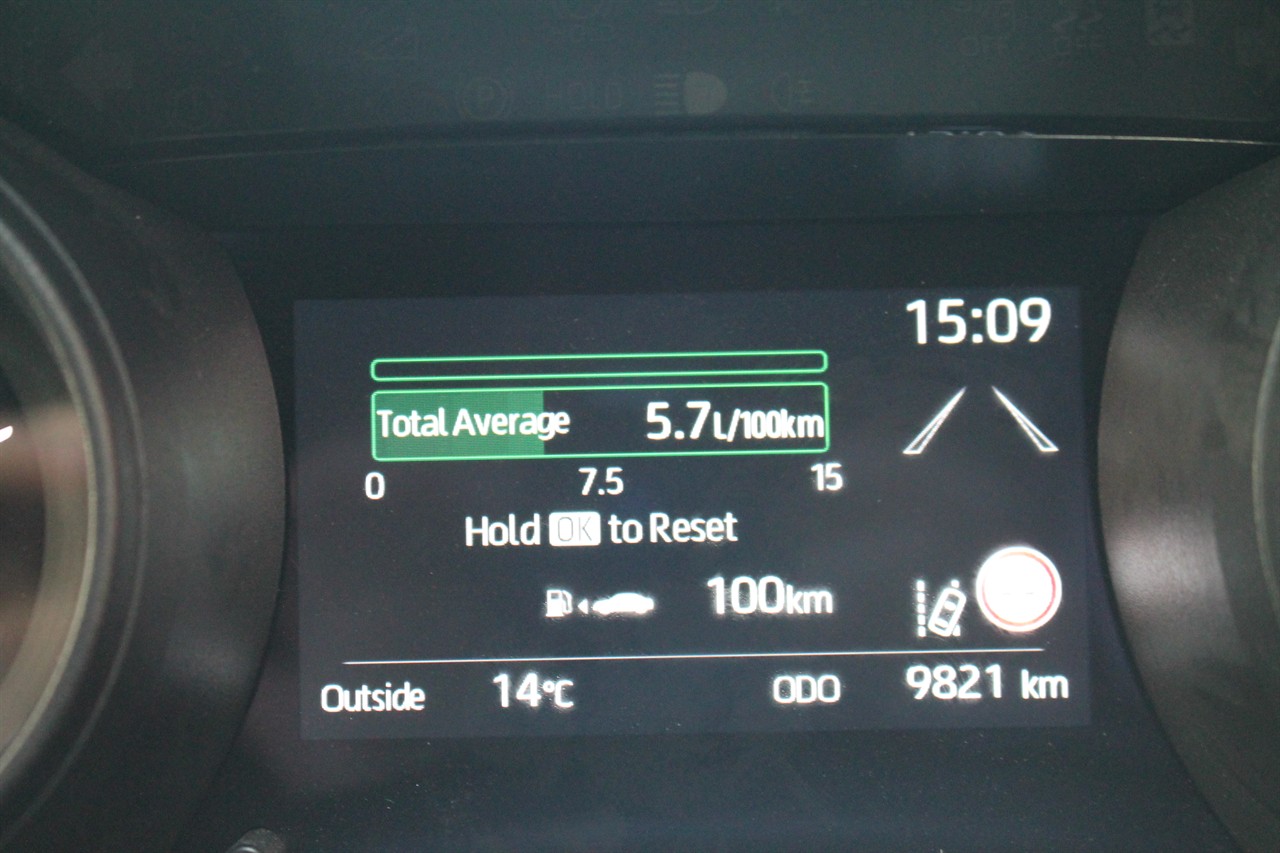 15:09
Total Average 5.7 L/100km
0 7.5 15
Hold OK to Reset
100km
Outside 14°C ODO 9821 km